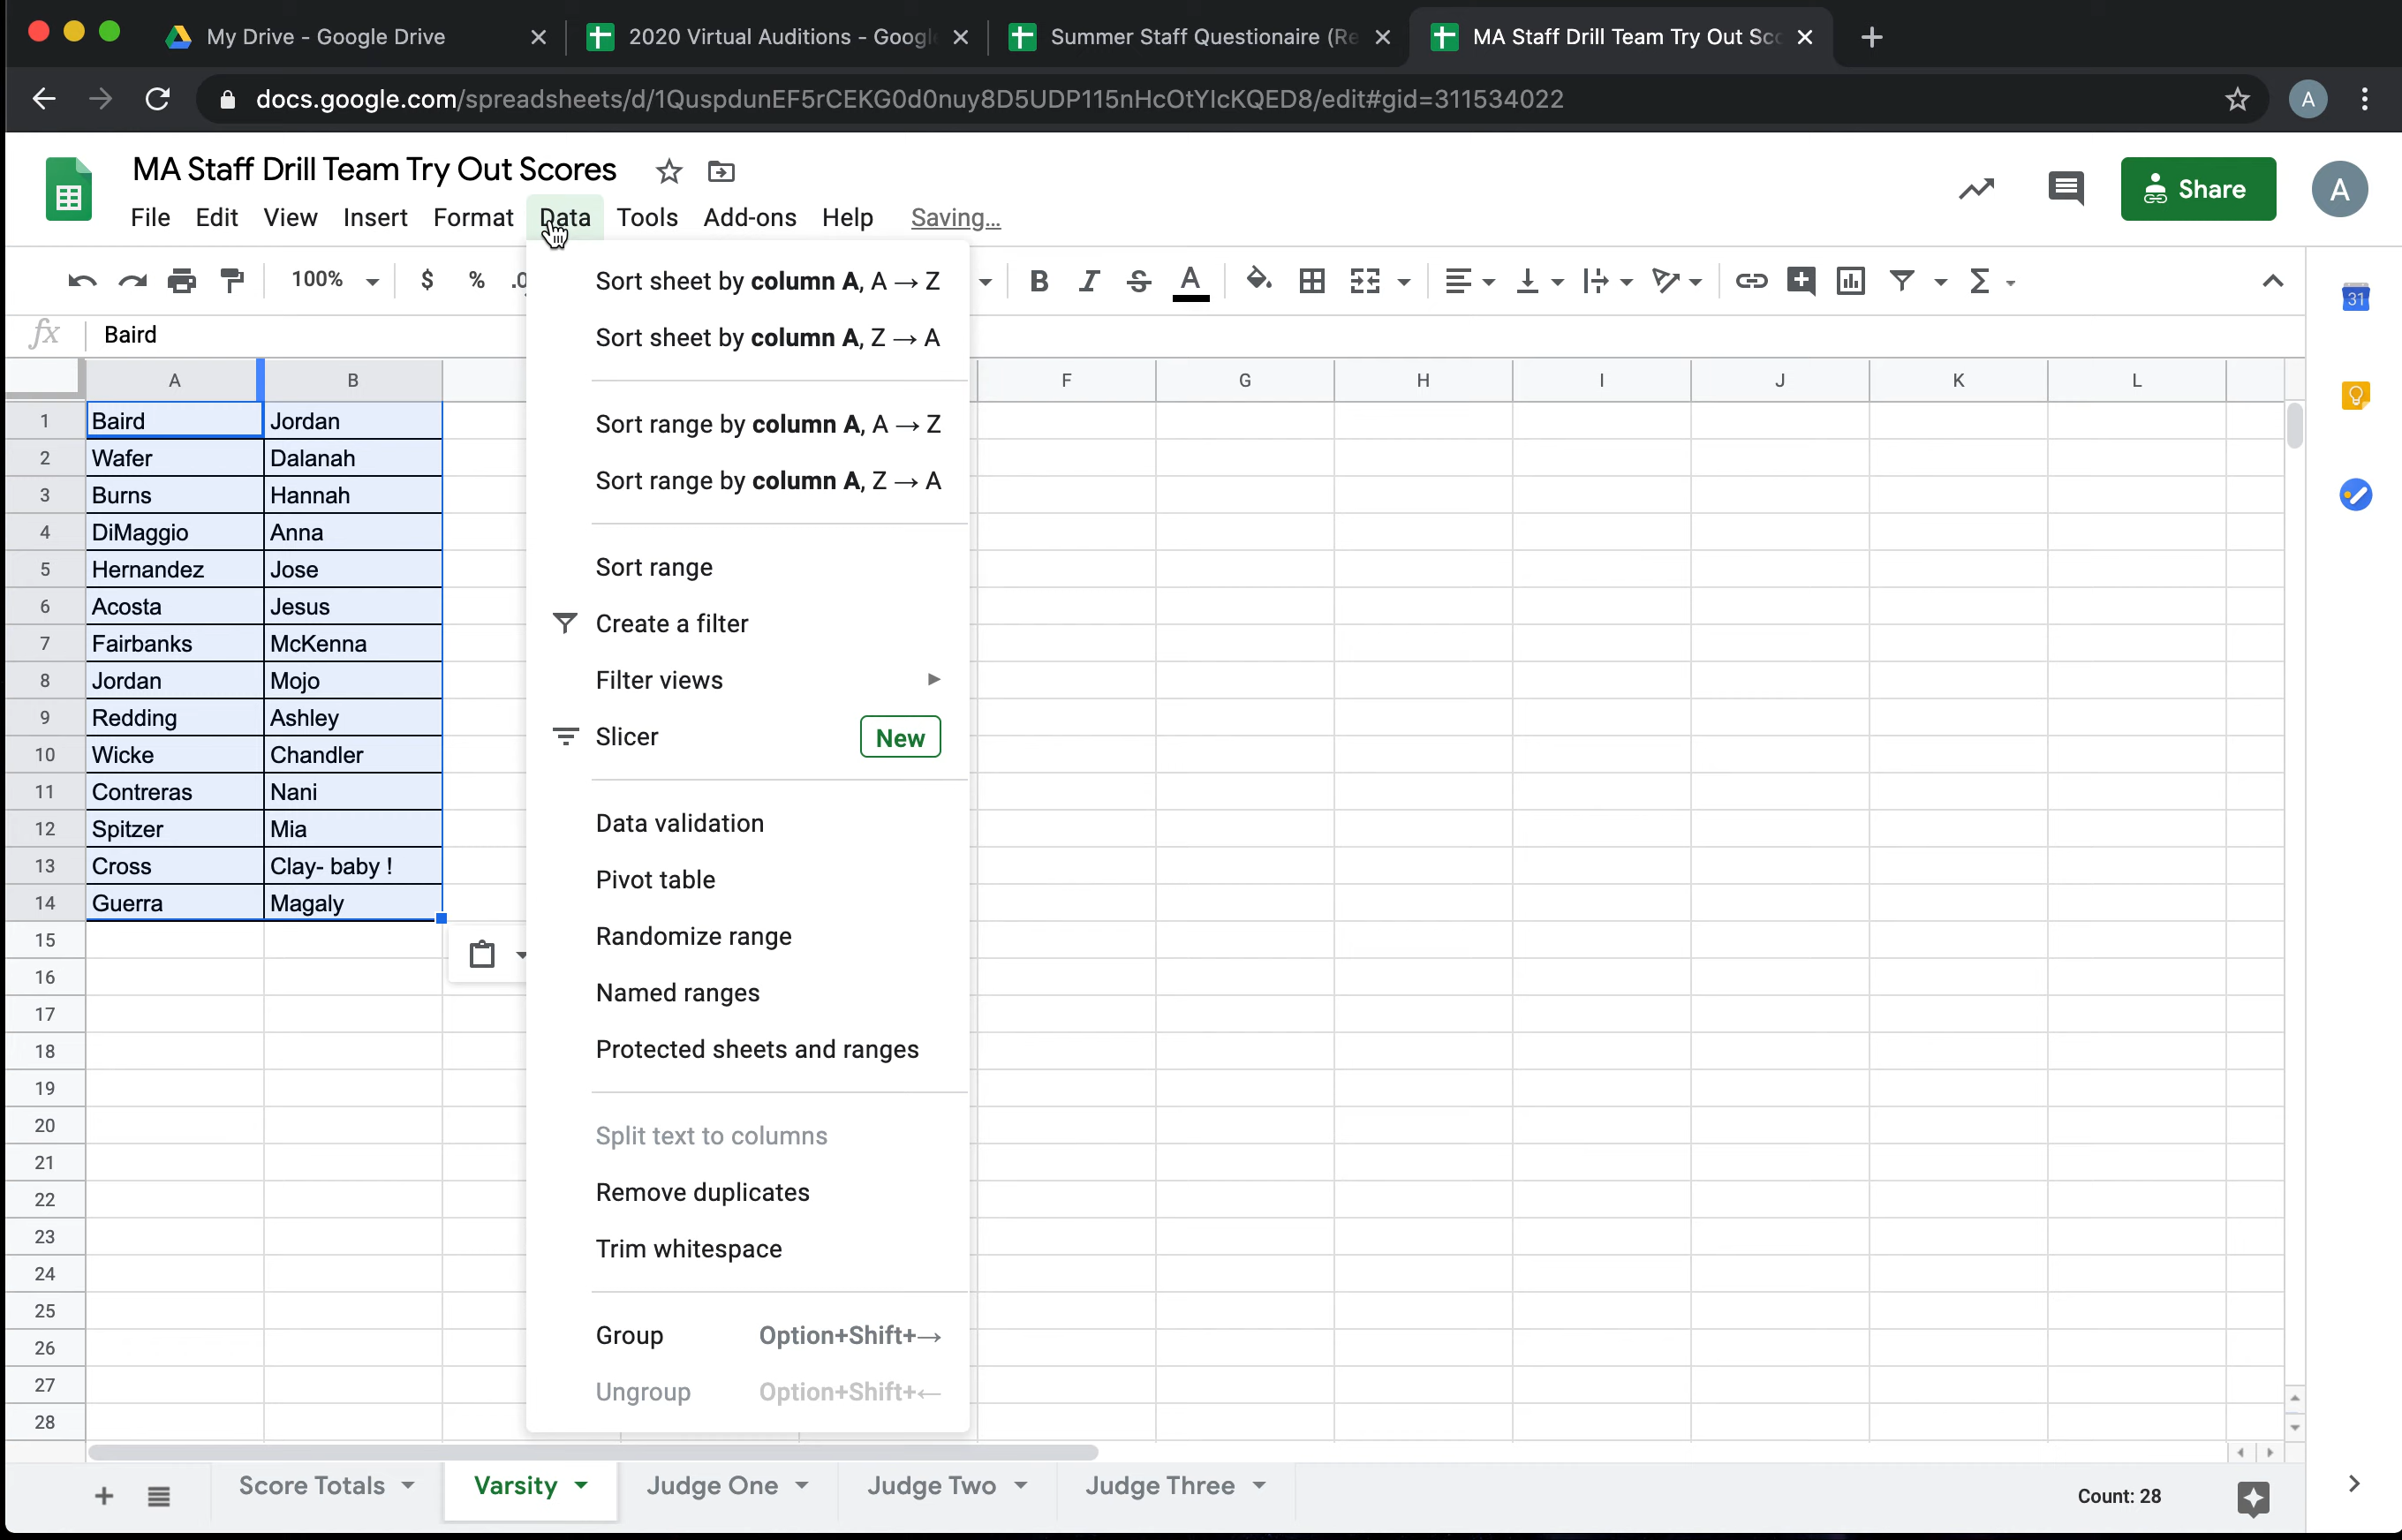 My Drive - Google Drive
2020 Virtual Auditions - Googl
Summer Staff Questionaire (Re
MA Staff Drill Team Try Out Sco
docs.google.com/spreadsheets/d/1QuspdunEF5rCEKG0d0nuy8D5UDP115nHcOtYIcKQED8/edit#gid=311534022
A
MA Staff Drill Team Try Out Scores
File Edit View Insert Format Data Tools Add-ons Help Saving...
Share
A
100% $ % .0
B I S A
31
fx Baird
A B F G H I J K L
1 Baird Jordan
2 Wafer Dalanah
3 Burns Hannah
4 DiMaggio Anna
5 Hernandez Jose
6 Acosta Jesus
7 Fairbanks McKenna
8 Jordan Mojo
9 Redding Ashley
10 Wicke Chandler
11 Contreras Nani
12 Spitzer Mia
13 Cross Clay- baby !
14 Guerra Magaly
15
16
17
18
19
20
21
22
23
24
25
26
27
28
Sort sheet by column A, A → Z
Sort sheet by column A, Z → A
Sort range by column A, A → Z
Sort range by column A, Z → A
Sort range
Create a filter
Filter views
Slicer New
Data validation
Pivot table
Randomize range
Named ranges
Protected sheets and ranges
Split text to columns
Remove duplicates
Trim whitespace
Group Option+Shift+→
Ungroup Option+Shift+←
Score Totals Varsity Judge One Judge Two Judge Three
Count: 28